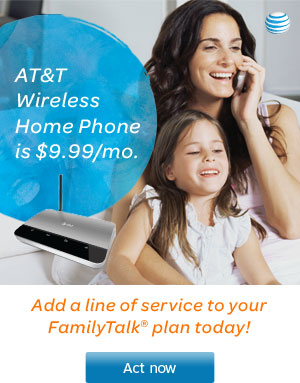 AT&T
Wireless
Home Phone
is $9.99/mo.
Add a line of service to your
FamilyTalk® plan today!
Act now